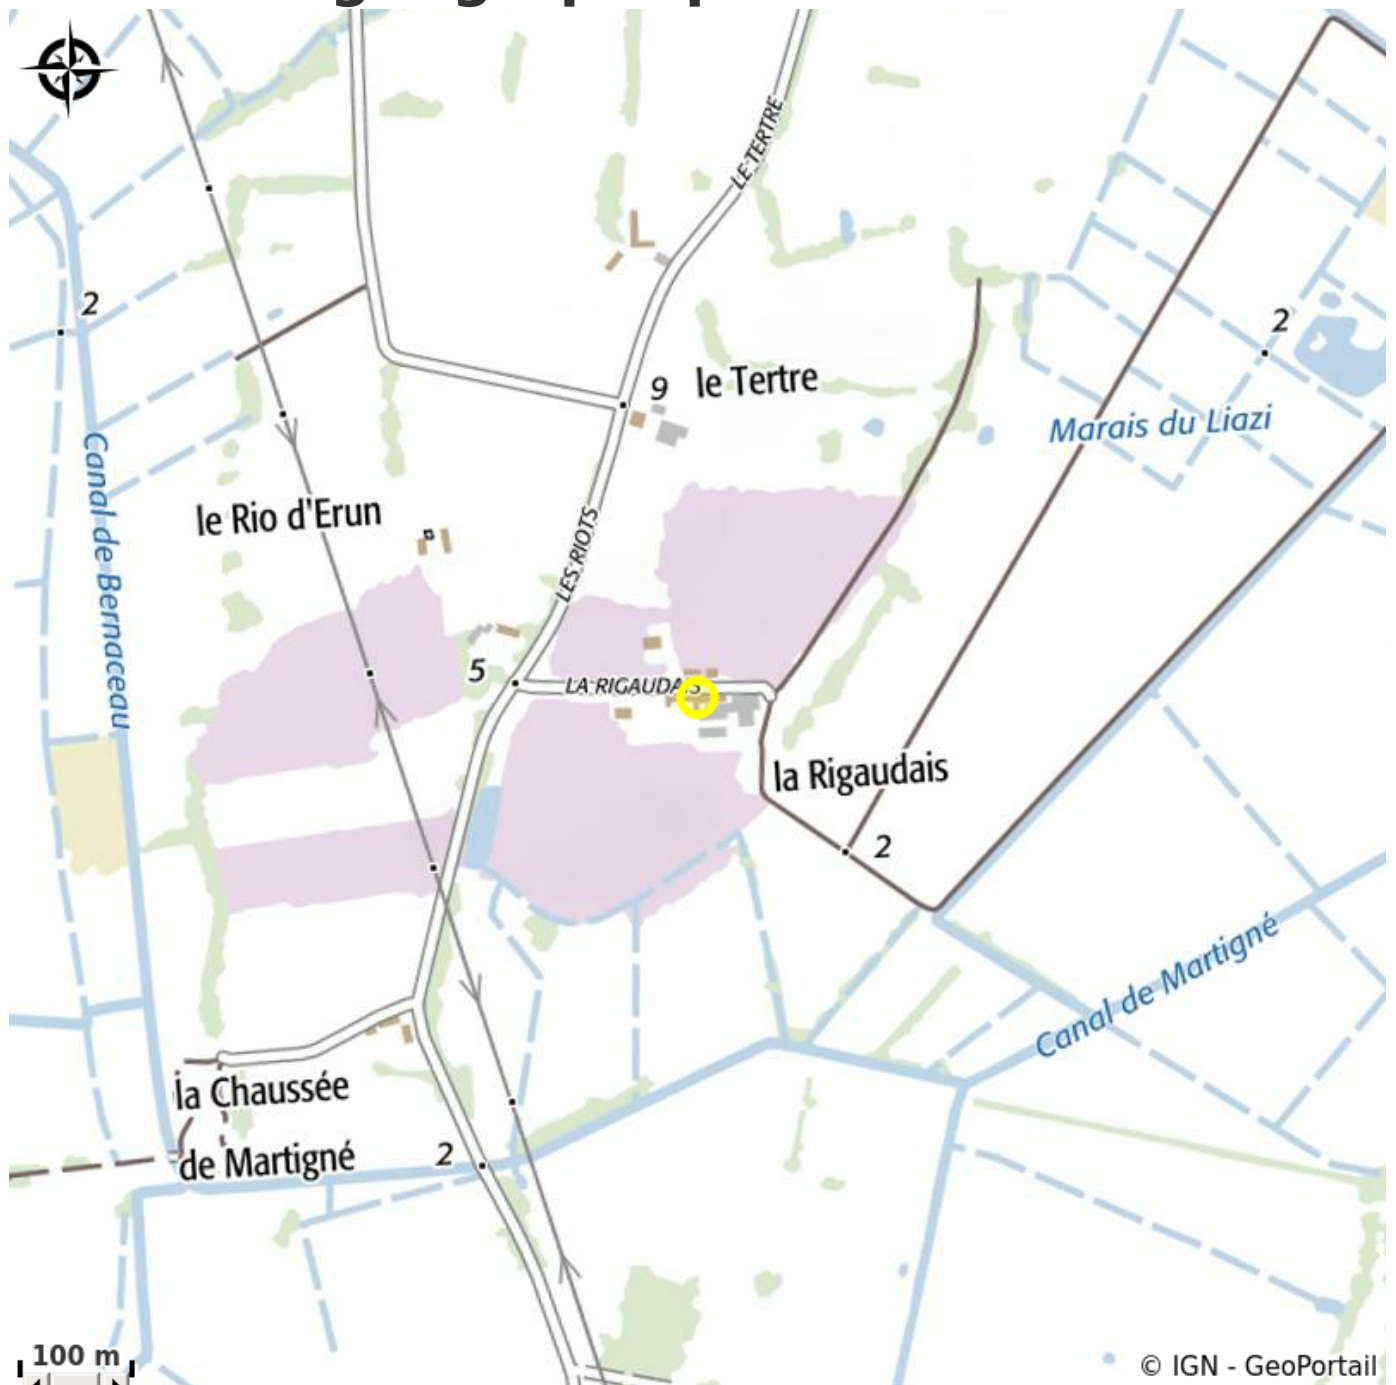 LE TERTRE
2
2
9
le Tertre
Marais du Liazi
le Rio d'Erun
Canal de Bernaceau
LES RIOTS
5
LA RIGAUDAIS
la Rigaudais
2
Canal de Martigné
la Chaussée
de Martigné
2
100 m
© IGN - GeoPortail